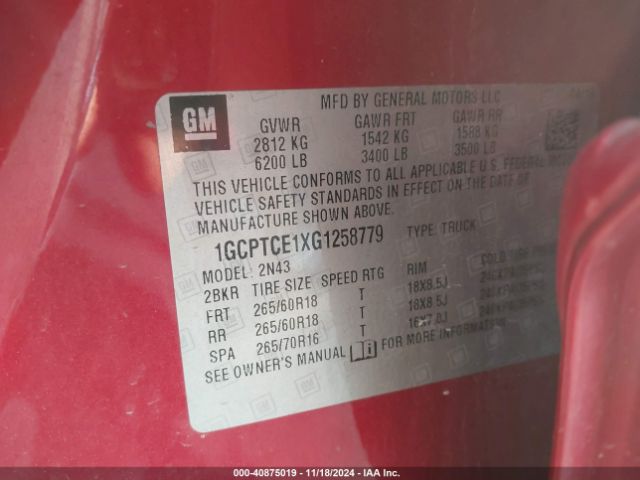 GM
MFD BY GENERAL MOTORS LLC
GVWR GAWR FRT GAWR RR
2812 KG 1542 KG 1588 KG
6200 LB 3400 LB 3500 LB
THIS VEHICLE CONFORMS TO ALL APPLICABLE U.S. FEDERAL MOTOR
VEHICLE SAFETY STANDARDS IN EFFECT ON THE DATE OF
MANUFACTURE SHOWN ABOVE.
1GCPTCE1XG1258779 TYPE: TRUCK
MODEL: 2N43
2BKR TIRE SIZE SPEED RTG RIM COLD TIRE
FRT 265/60R18 T 18X8.5J
RR 265/60R18 T 18X8.5J
SPA 265/70R16 T 16X7.0J
SEE OWNER'S MANUAL FOR MORE INFORMATION.
000-40875019 - 11/18/2024 - IAA Inc.